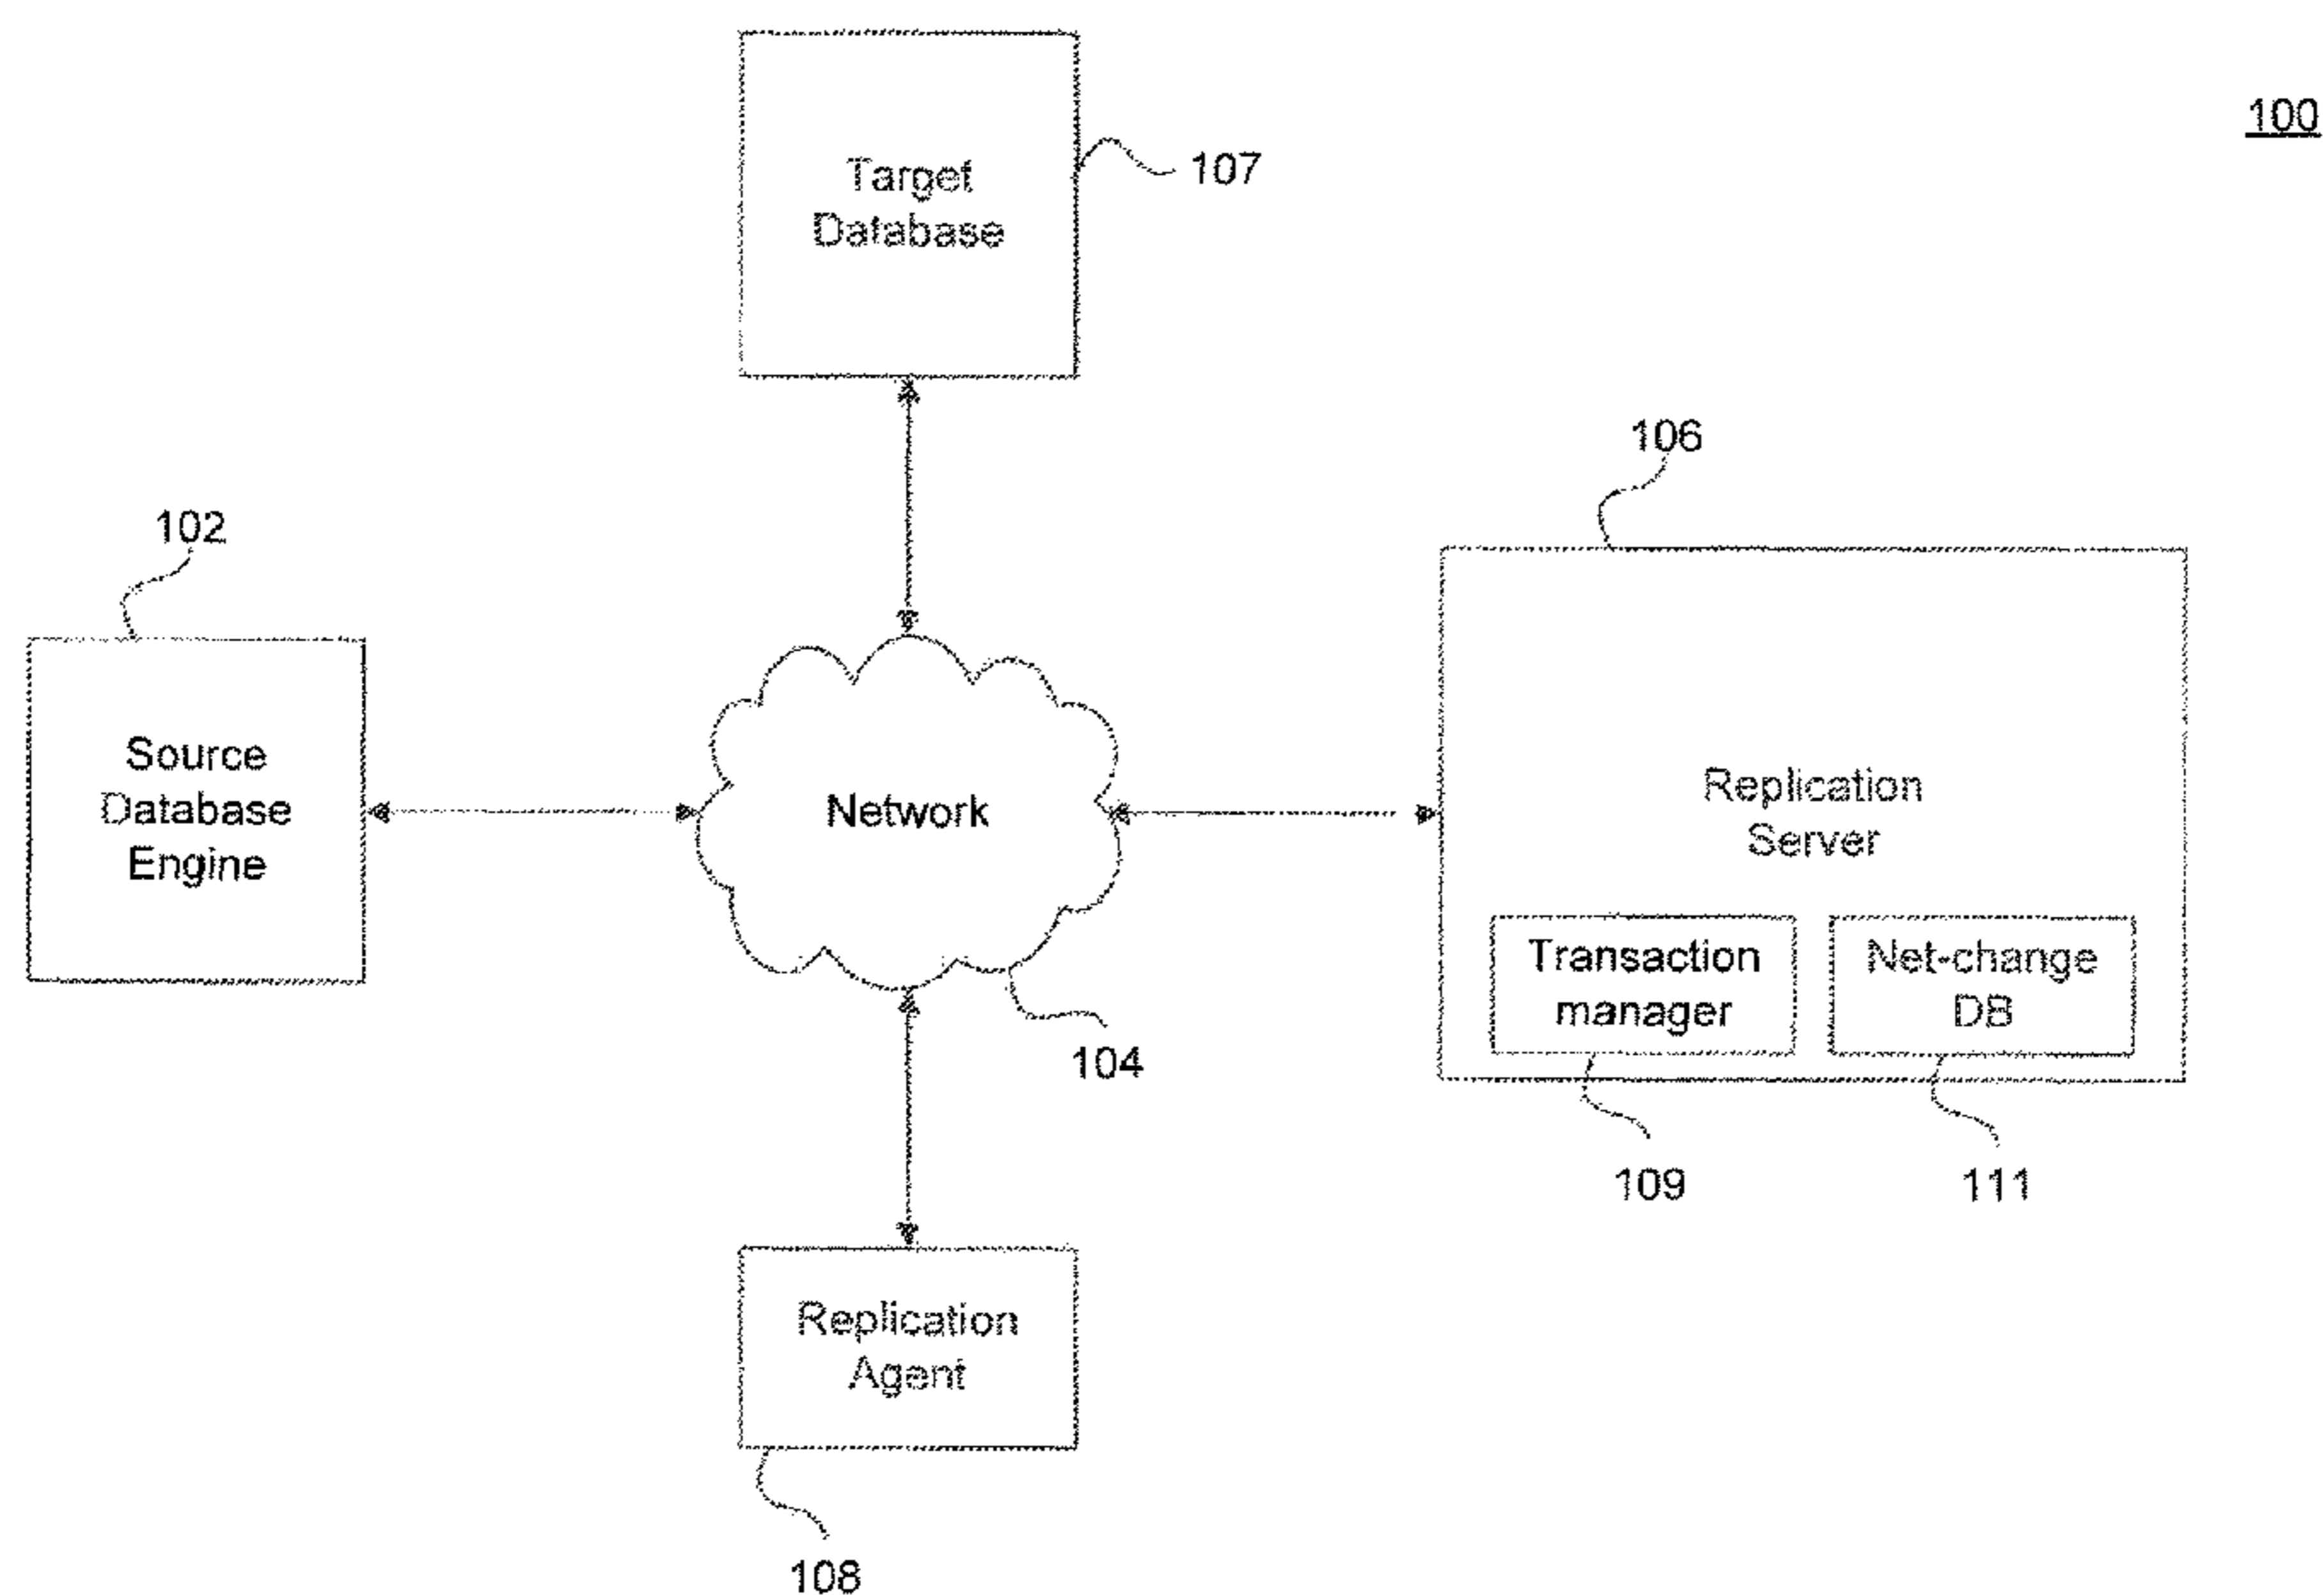 100
Target
Database
107
106
102
Source
Database
Engine
Network
Replication
Server
Transaction
manager
Net-change
DB
104
109
111
Replication
Agent
108